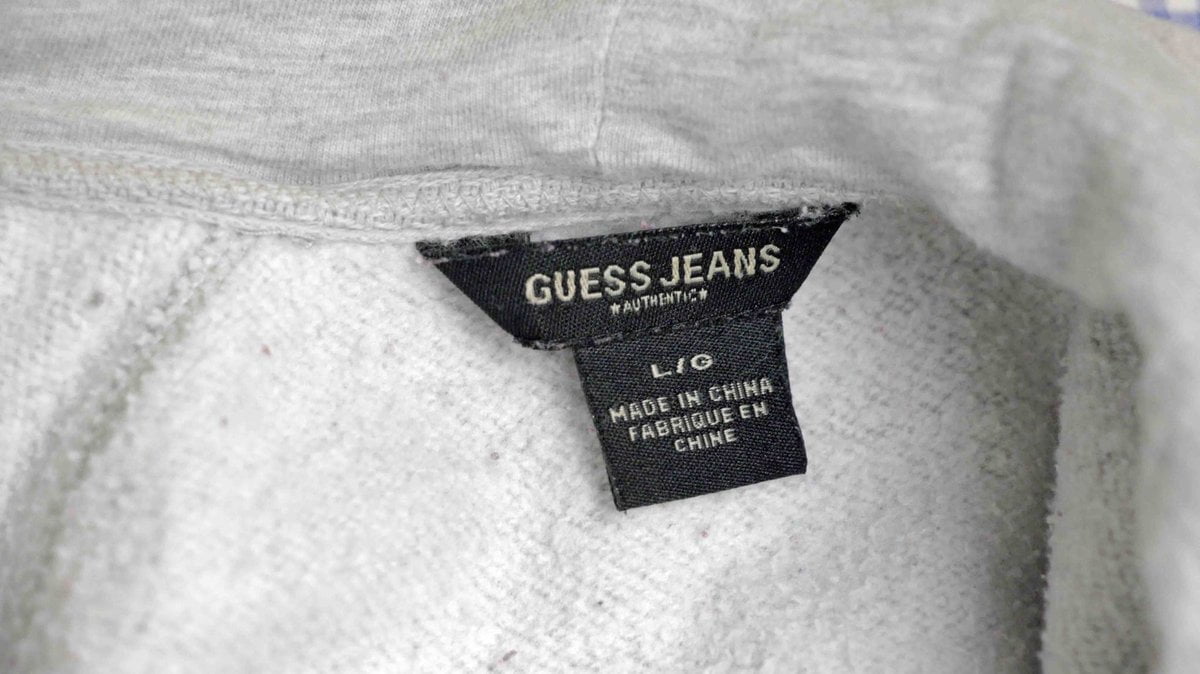 GUESS JEANS
★AUTHENTIC★
L/G
MADE IN CHINA
FABRIQUE EN
CHINE